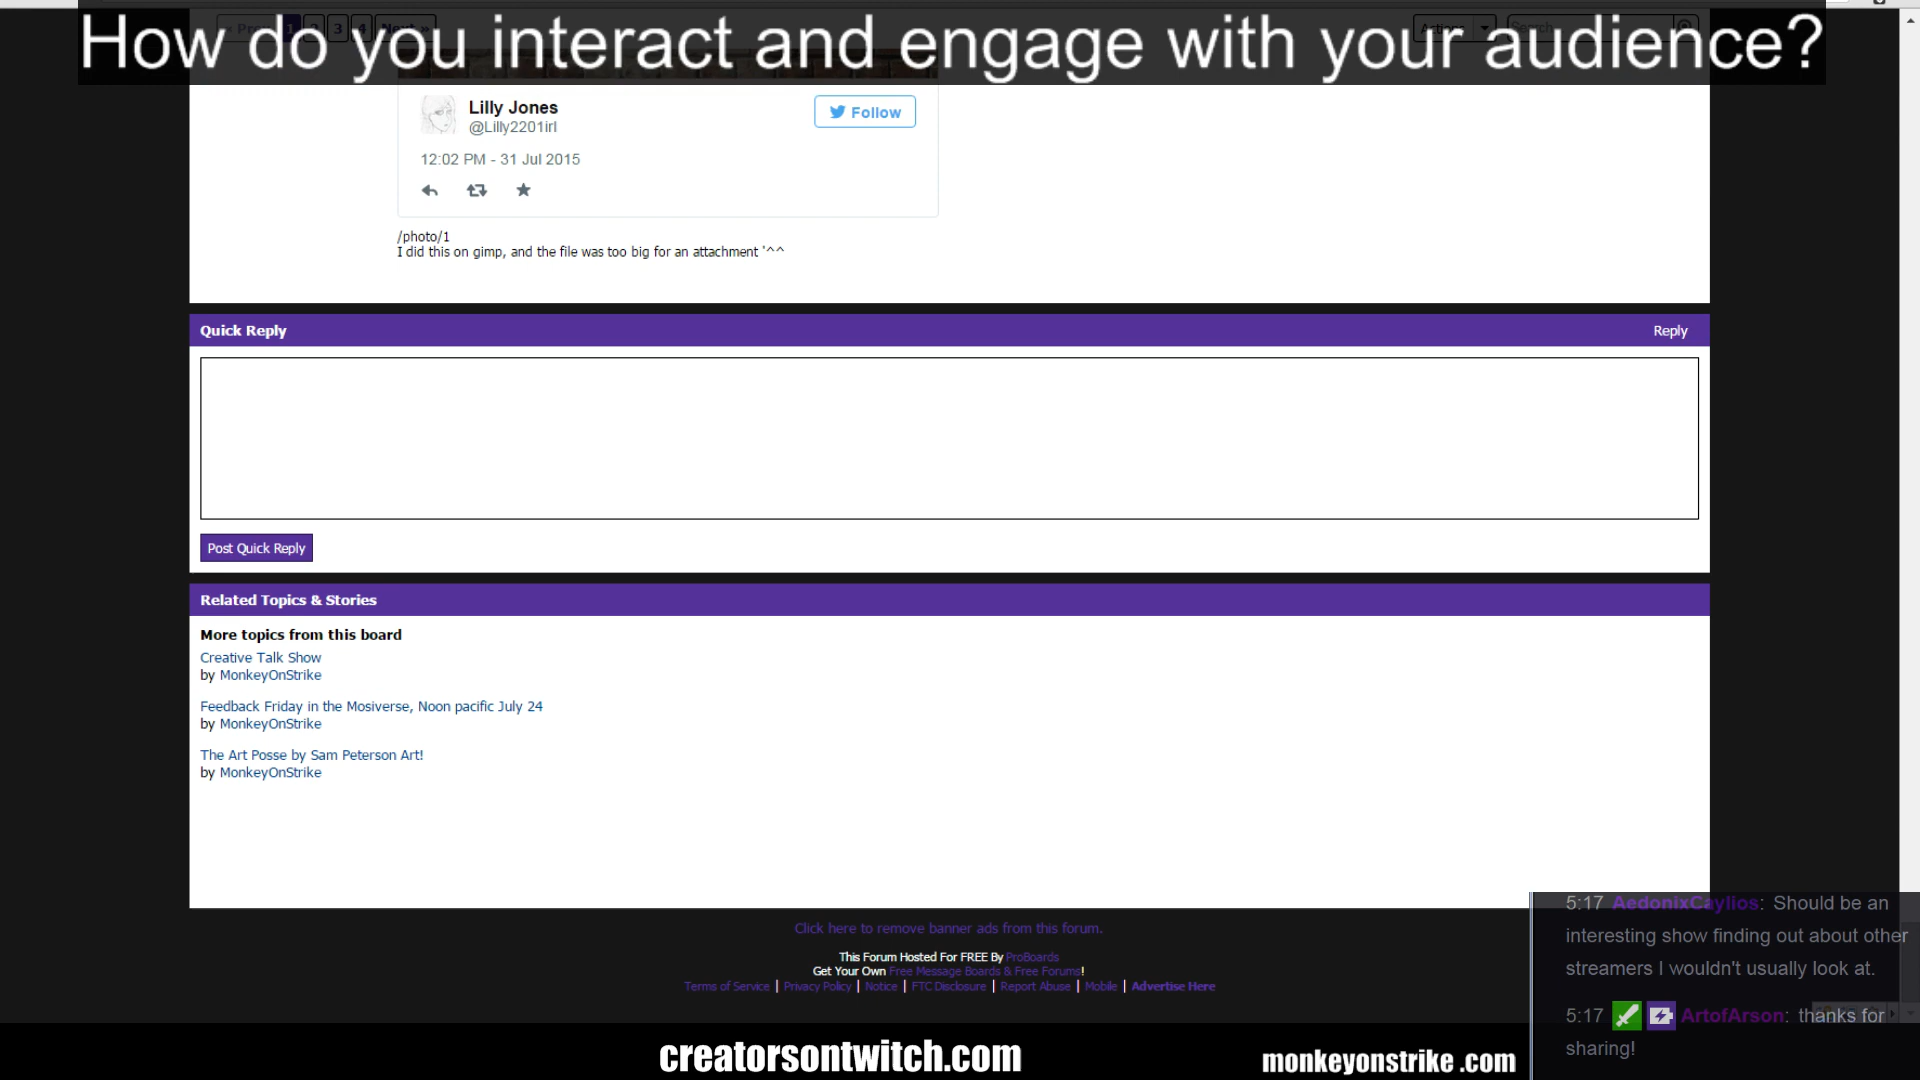 How do you interact and engage with your audience?
Lilly Jones
@Lilly2201irl
Follow
12:02 PM - 31 Jul 2015
/photo/1
I did this on gimp, and the file was too big for an attachment '^^
Quick Reply
Reply
Post Quick Reply
Related Topics & Stories
More topics from this board
Creative Talk Show
by MonkeyOnStrike
Feedback Friday in the Mosiverse, Noon pacific July 24
by MonkeyOnStrike
The Art Posse by Sam Peterson Art!
by MonkeyOnStrike
Click here to remove banner ads from this forum.
This Forum Hosted For FREE By ProBoards
Get Your Own Free Message Boards & Free Forums!
Terms of Service | Privacy Policy | Notice | FTC Disclosure | Report Abuse | Mobile | Advertise Here
5:17 AedonixCaylios: Should be an
interesting show finding out about other
streamers I wouldn't usually look at.
5:17 ArtofArson: thanks for
sharing!
creatorsontwitch.com
monkeyonstrike .com